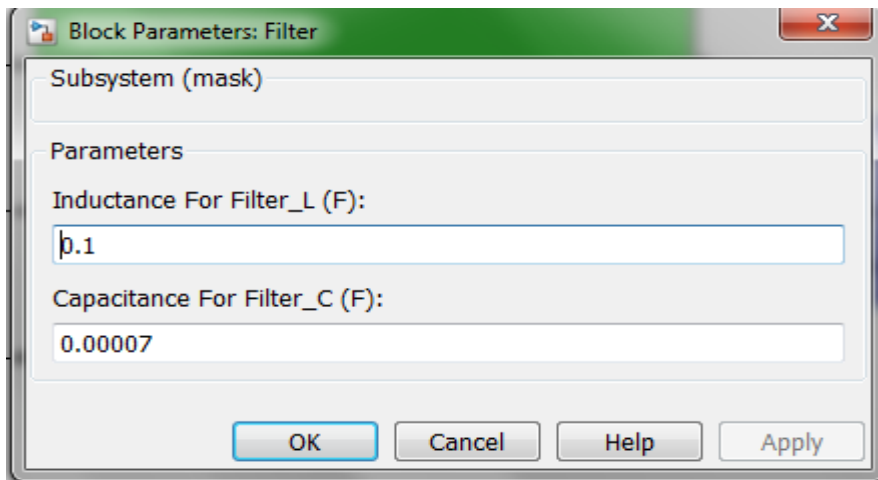 Block Parameters: Filter
Subsystem (mask)
Parameters
Inductance For Filter_L (F):
0.1
Capacitance For Filter_C (F):
0.00007
OK Cancel Help Apply